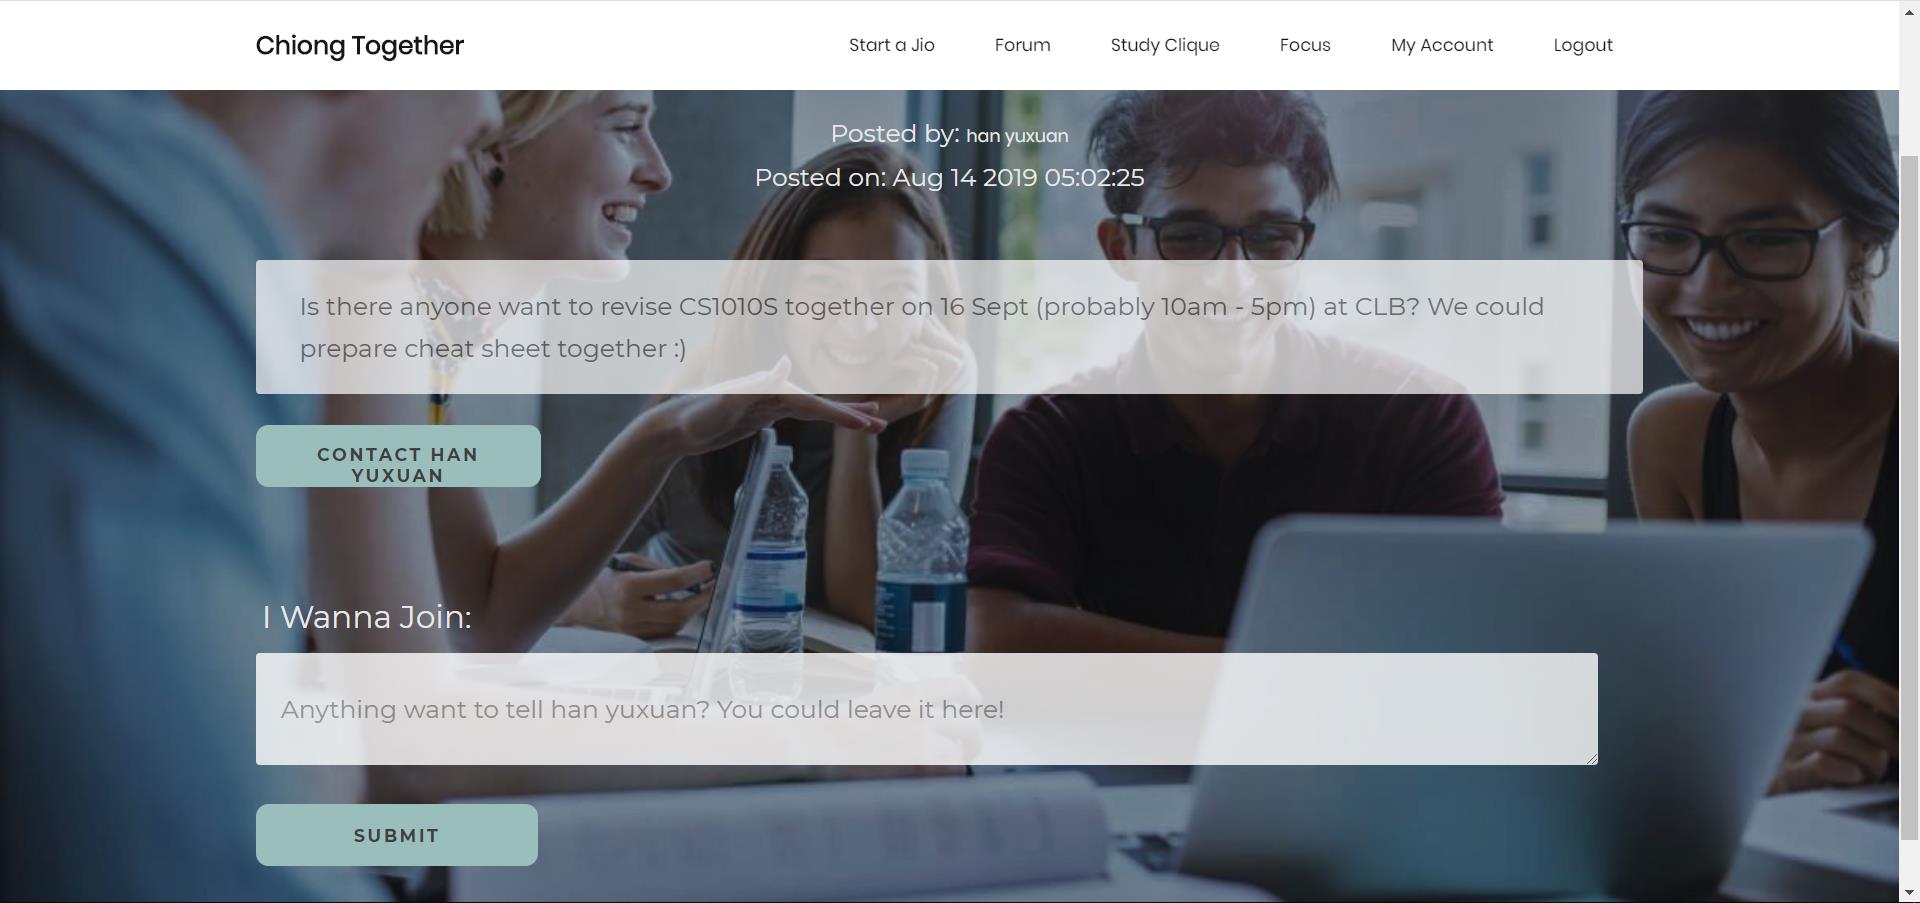 Chiong Together
Start a Jio
Forum
Study Clique
Focus
My Account
Logout
Posted by: han yuxuan
Posted on: Aug 14 2019 05:02:25
Is there anyone want to revise CS1010S together on 16 Sept (probably 10am - 5pm) at CLB? We could
prepare cheat sheet together :)
CONTACT HAN
YUXUAN
I Wanna Join:
Anything want to tell han yuxuan? You could leave it here!
SUBMIT